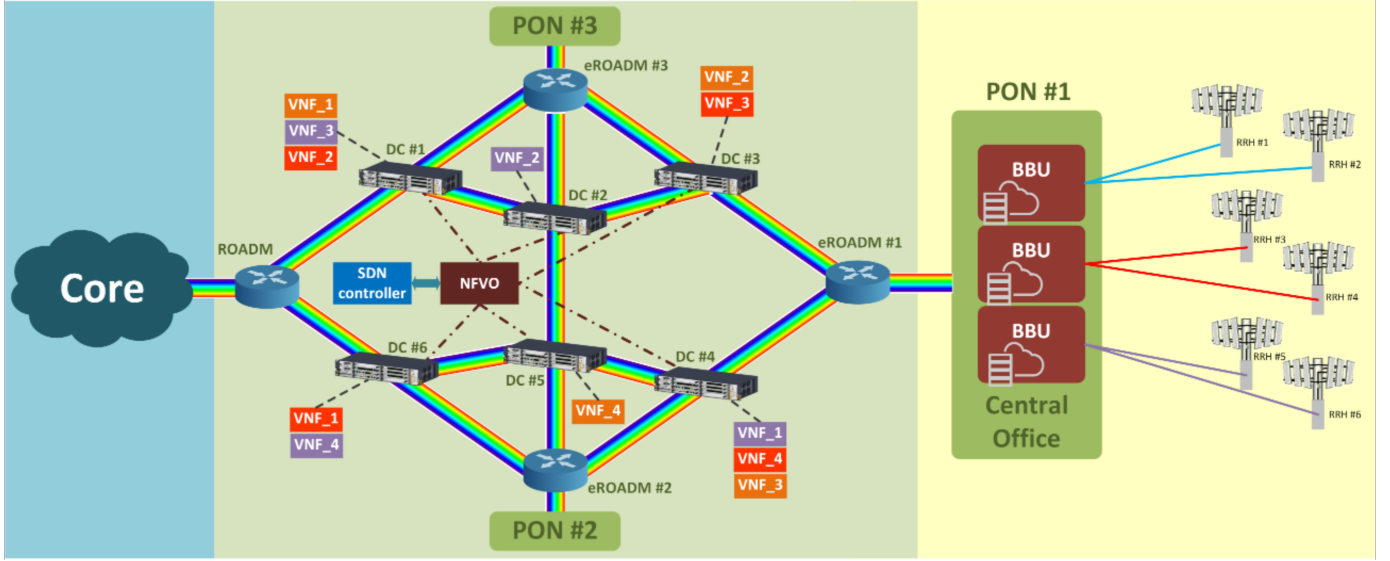 PON #3
eROADM #3
VNF_1
VNF_3
VNF_2
DC #1
VNF_2
DC #2
VNF_2
VNF_3
DC #3
PON #1
BBU
BBU
BBU
Central
Office
RRH #1
RRH #2
RRH #3
RRH #4
RRH #5
RRH #6
Core
ROADM
SDN
controller
NFVO
eROADM #1
DC #6
DC #5
DC #4
VNF_1
VNF_4
VNF_4
VNF_1
VNF_4
VNF_3
eROADM #2
PON #2